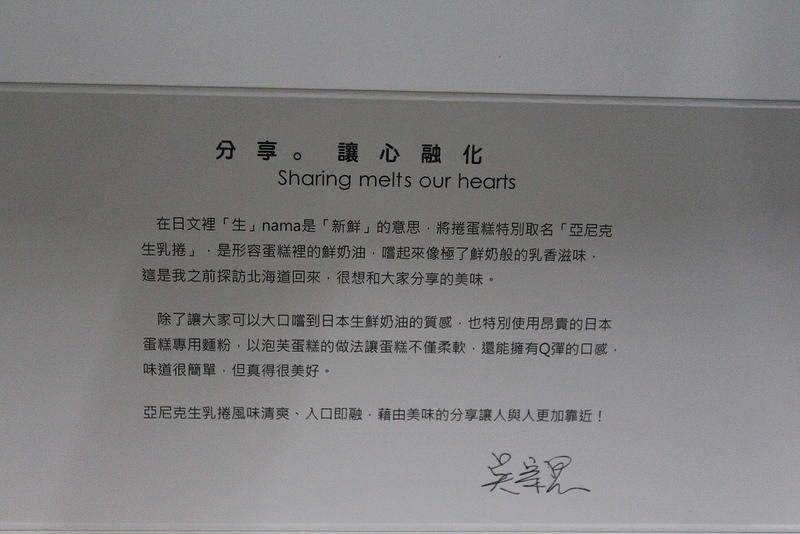 分享。讓心融化
Sharing melts our hearts
在日文裡「生」nama是「新鮮」的意思，將捲蛋糕特別取名「亞尼克
生乳捲」，是形容蛋糕裡的鮮奶油，嚐起來像極了鮮奶般的乳香滋味，
這是我之前探訪北海道回來，很想和大家分享的美味。
除了讓大家可以大口嚐到日本生鮮奶油的質感，也特別使用昂貴的日本
蛋糕專用麵粉，以泡芙蛋糕的做法讓蛋糕不僅柔軟，還能擁有Q彈的口感，
味道很簡單，但真得很美好。
亞尼克生乳捲風味清爽、入口即融，藉由美味的分享讓人與人更加靠近！